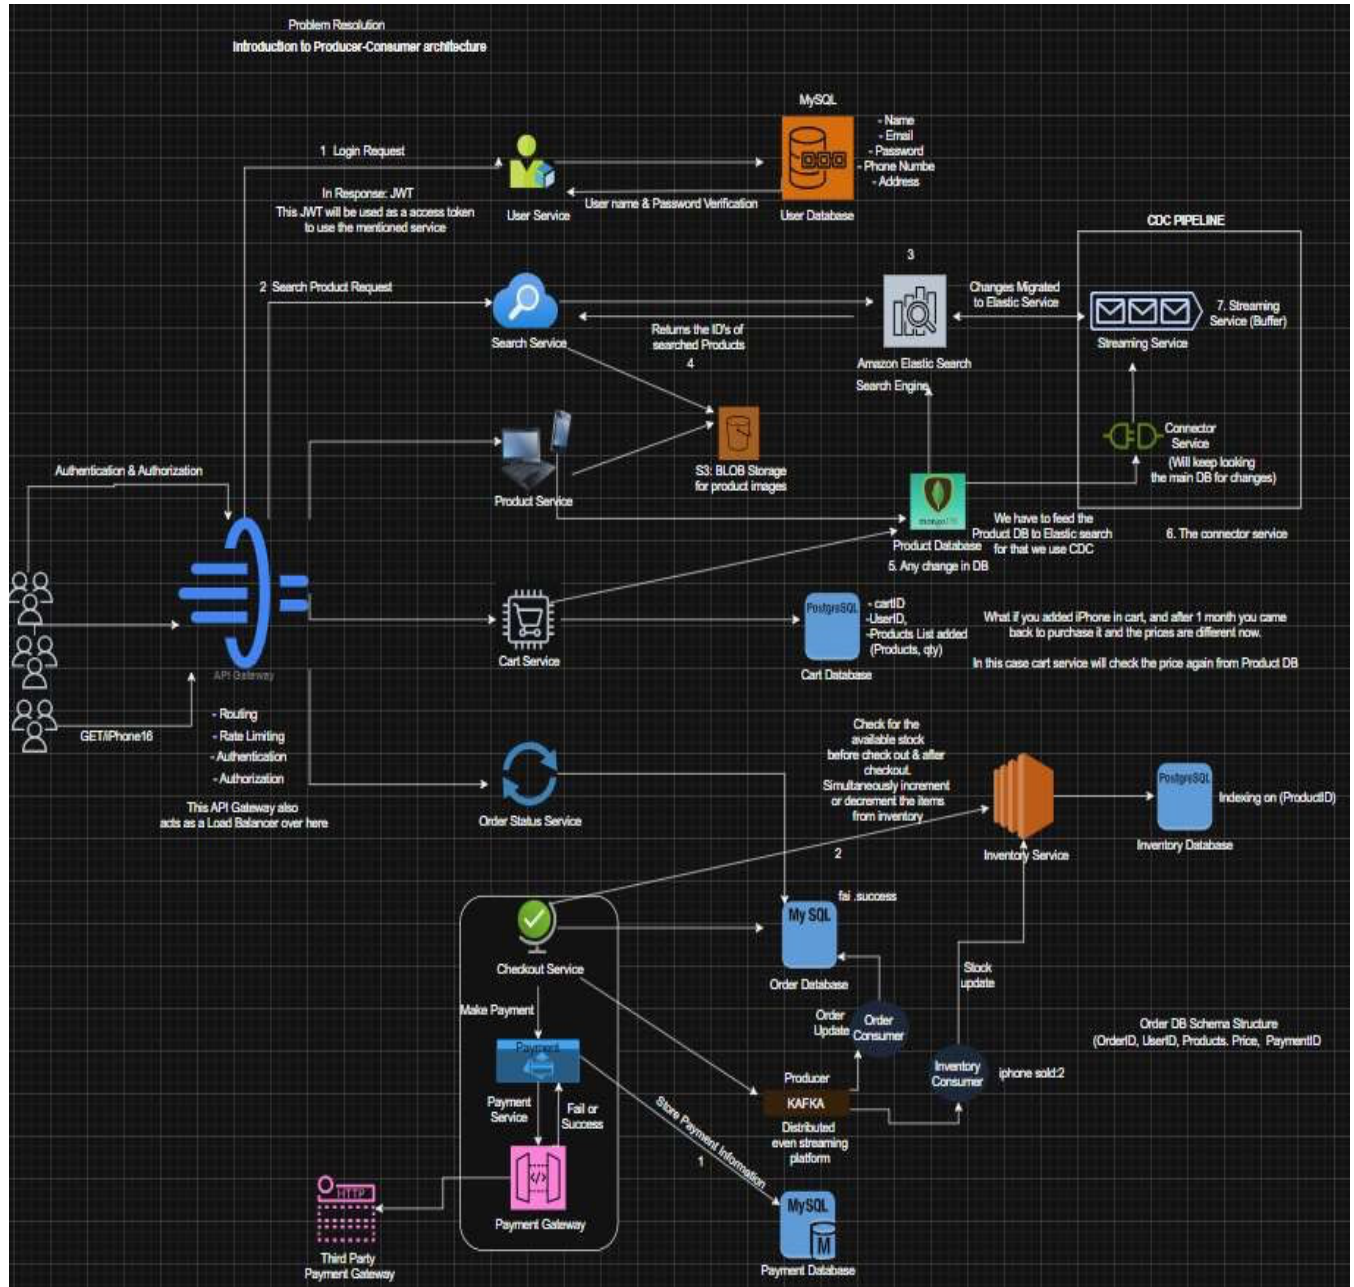 Problem Resolution
Introduction to Producer-Consumer architecture
MySQL
- Name
- Email
- Password
- Phone Numbe
- Address
User Database
1 Login Request
In Response: JWT
This JWT will be used as a access token
to use the mentioned service
User Service
User name & Password Verification
CDC PIPELINE
2 Search Product Request
Search Service
Returns the ID's of
searched Products
4
3
Amazon Elastic Search
Search Engine
Changes Migrated
to Elastic Service
Streaming Service
7. Streaming
Service (Buffer)
Connector
Service
(Will keep looking
the main DB for changes)
6. The connector service
Product Service
S3: BLOB Storage
for product images
Product Database
5. Any change in DB
We have to feed the
Product DB to Elastic search
for that we use CDC
Authentication & Authorization
API Gateway
GET/iPhone16
- Routing
- Rate Limiting
- Authentication
- Authorization
This API Gateway also
acts as a Load Balancer over here
Cart Service
PostgreSQL
Cart Database
- cartID
-UserID,
-Products List added
(Products, qty)
What if you added iPhone in cart, and after 1 month you came
back to purchase it and the prices are different now.
In this case cart service will check the price again from Product DB
Order Status Service
Check for the
available stock
before check out & after
checkout.
Simultaneously increment
or decrement the items
from inventory
2
Inventory Service
PostgreSQL
Inventory Database
Indexing on (ProductID)
Checkout Service
fai .success
My SQL
Order Database
Order
Update
Order
Consumer
Stock
update
Inventory
Consumer
iphone sold:2
Order DB Schema Structure
(OrderID, UserID, Products. Price, PaymentID
Make Payment
Payment
Payment
Service
Fail or
Success
Payment Gateway
HTTP
Third Party
Payment Gateway
Producer
KAFKA
Distributed
even streaming
platform
Store Payment Information
1
MySQL
M
Payment Database